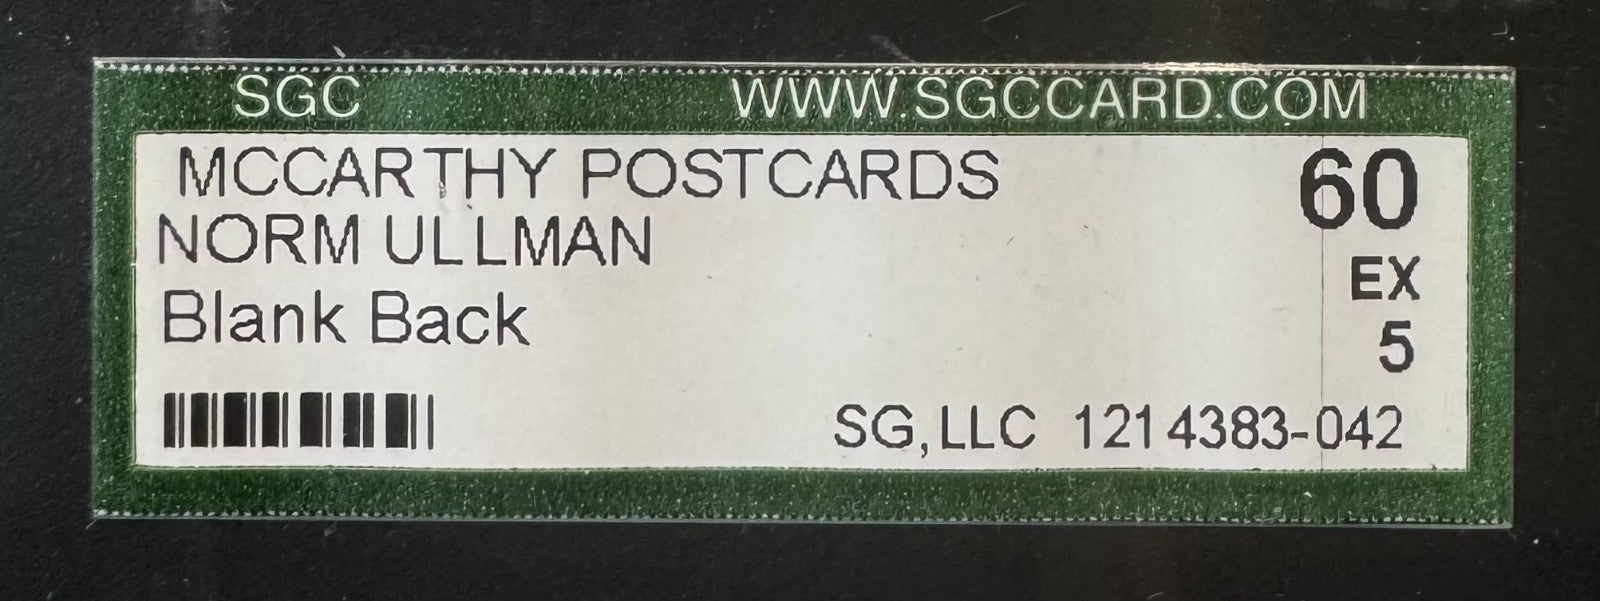 SGC WWW.SGCCARD.COM
MCCARTHY POSTCARDS 60
NORM ULLMAN EX
Blank Back 5
SG,LLC 1214383-042